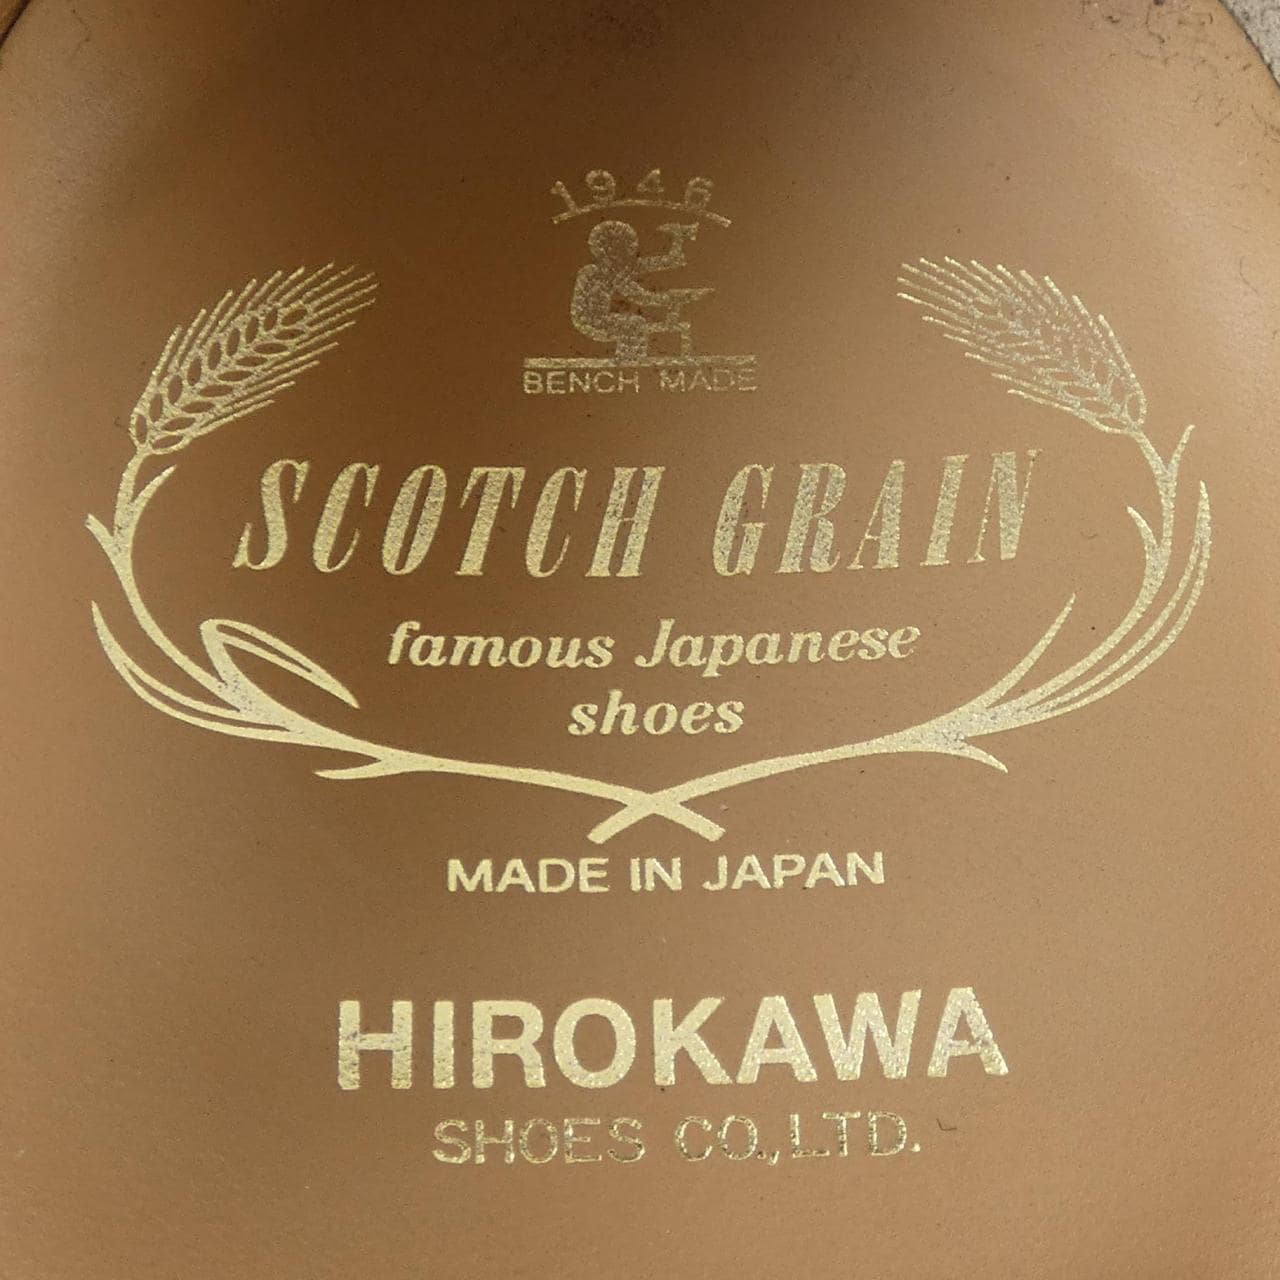 1946
BENCH MADE
SCOTCH GRAIN
famous Japanese
shoes
MADE IN JAPAN
HIROKAWA
SHOES CO.,LTD.